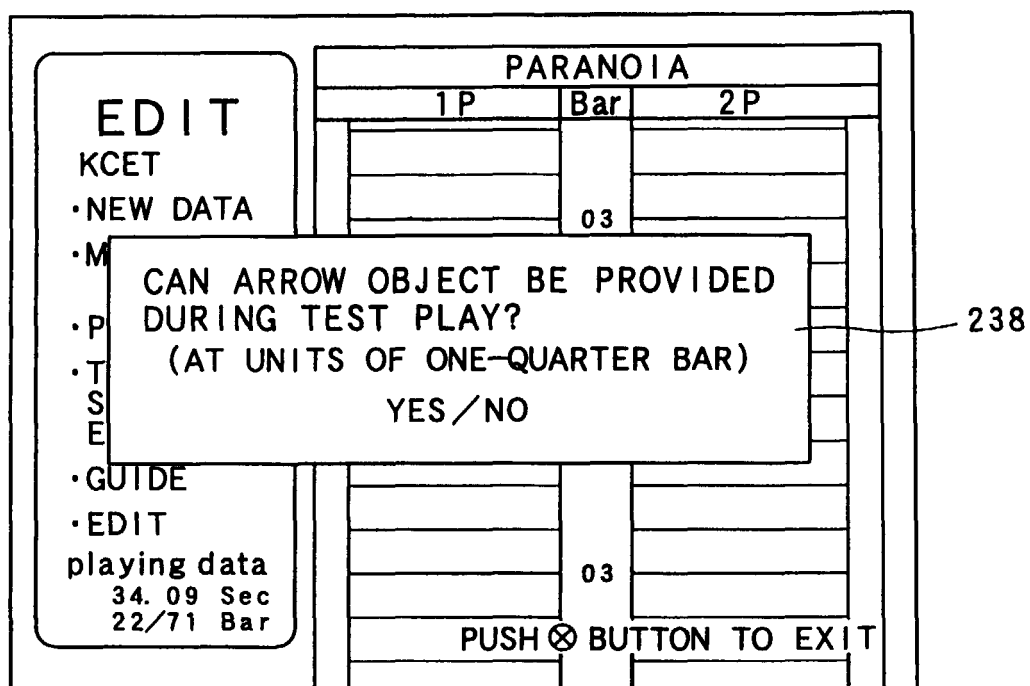 PARANOIA
1P Bar 2P
EDIT
KCET
·NEW DATA
03
·M
CAN ARROW OBJECT BE PROVIDED
DURING TEST PLAY?
(AT UNITS OF ONE-QUARTER BAR)
YES/NO
238
·P
·T
S
E
·GUIDE
·EDIT
playing data
34. 09 Sec
22/71 Bar
03
PUSH ⊗ BUTTON TO EXIT